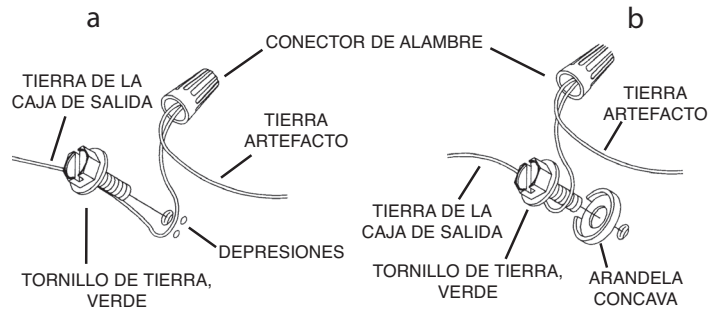 a
b
CONECTOR DE ALAMBRE
TIERRA DE LA
CAJA DE SALIDA
TIERRA
ARTEFACTO
TIERRA
ARTEFACTO
TIERRA DE LA
CAJA DE SALIDA
DEPRESIONES
TORNILLO DE TIERRA,
VERDE
TORNILLO DE TIERRA,
VERDE
ARANDELA
CONCAVA